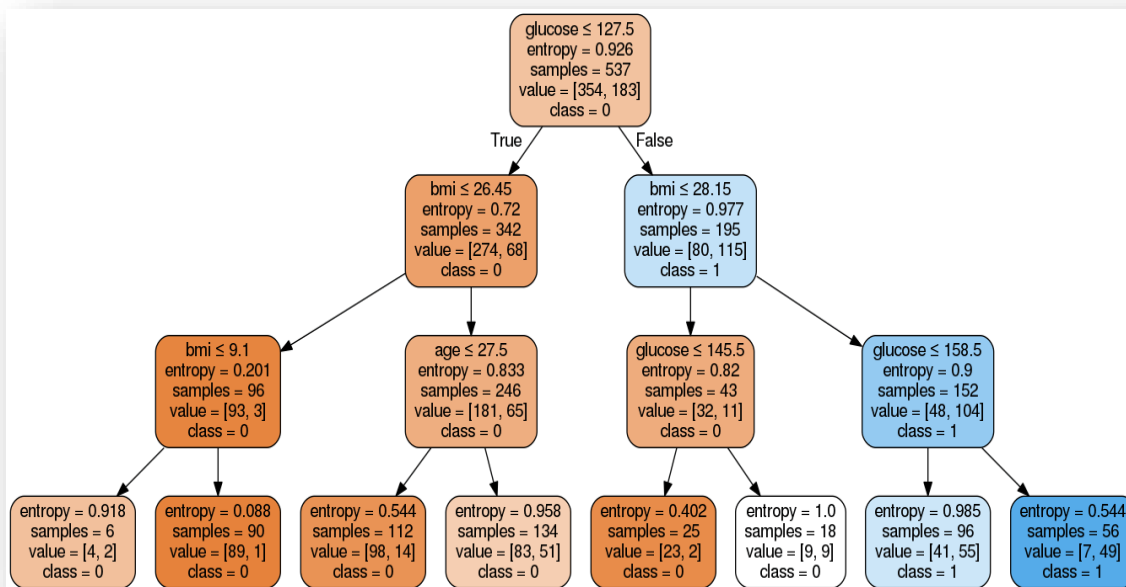 glucose ≤ 127.5
entropy = 0.926
samples = 537
value = [354, 183]
class = 0
True
False
bmi ≤ 26.45
entropy = 0.72
samples = 342
value = [274, 68]
class = 0
bmi ≤ 28.15
entropy = 0.977
samples = 195
value = [80, 115]
class = 1
bmi ≤ 9.1
entropy = 0.201
samples = 96
value = [93, 3]
class = 0
age ≤ 27.5
entropy = 0.833
samples = 246
value = [181, 65]
class = 0
glucose ≤ 145.5
entropy = 0.82
samples = 43
value = [32, 11]
class = 0
glucose ≤ 158.5
entropy = 0.9
samples = 152
value = [48, 104]
class = 1
entropy = 0.918
samples = 6
value = [4, 2]
class = 0
entropy = 0.088
samples = 90
value = [89, 1]
class = 0
entropy = 0.544
samples = 112
value = [98, 14]
class = 0
entropy = 0.958
samples = 134
value = [83, 51]
class = 0
entropy = 0.402
samples = 25
value = [23, 2]
class = 0
entropy = 1.0
samples = 18
value = [9, 9]
class = 0
entropy = 0.985
samples = 96
value = [41, 55]
class = 1
entropy = 0.544
samples = 56
value = [7, 49]
class = 1